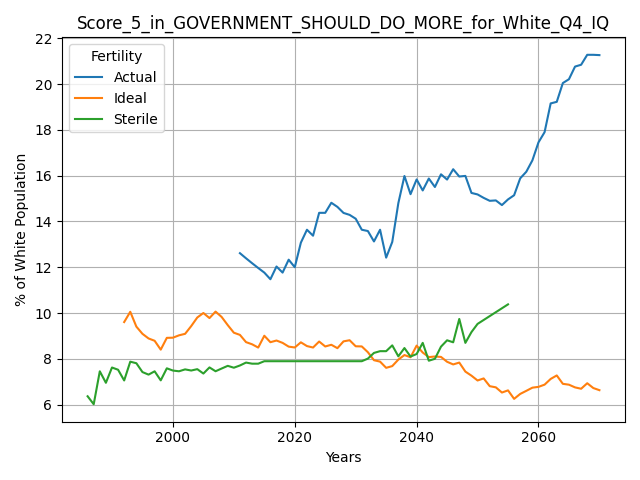 Score_5_in_GOVERNMENT_SHOULD_DO_MORE_for_White_Q4_IQ
Fertility
Actual
Ideal
Sterile
% of White Population
22
20
18
16
14
12
10
8
6
2000 2020 2040 2060
Years